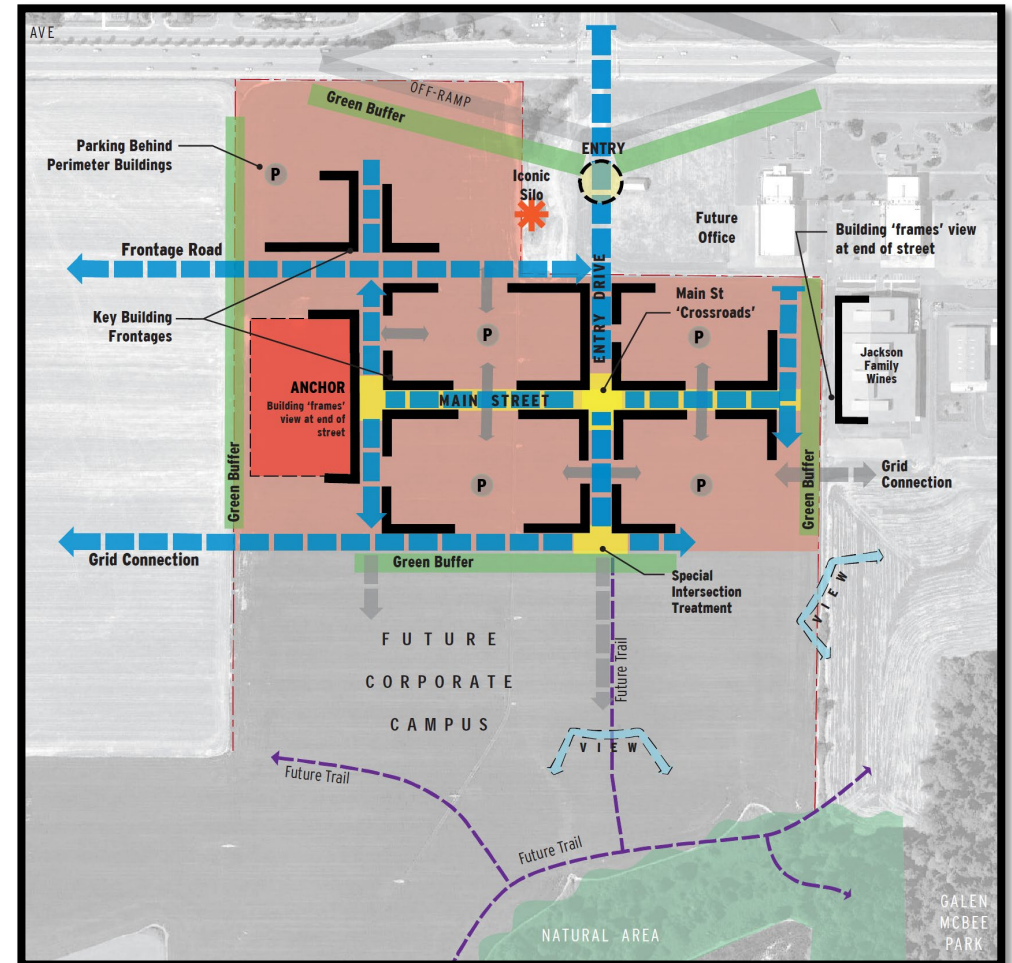 AVE
OFF-RAMP
Green Buffer
Parking Behind
Perimeter Buildings
P
ENTRY
Iconic
Silo
Future
Office
Building ‘frames’ view
at end of street
Frontage Road
ENTRY DRIVE
Main St
‘Crossroads’
Key Building
Frontages
P
P
Jackson
Family
Wines
ANCHOR
Building ‘frames’
view at end of
street
MAIN STREET
Green Buffer
P
P
Green Buffer
Grid
Connection
Grid Connection
Green Buffer
Special
Intersection
Treatment
VIEW
FUTURE
CORPORATE
CAMPUS
Future Trail
VIEW
Future Trail
Future Trail
NATURAL AREA
GALEN
MCBEE
PARK